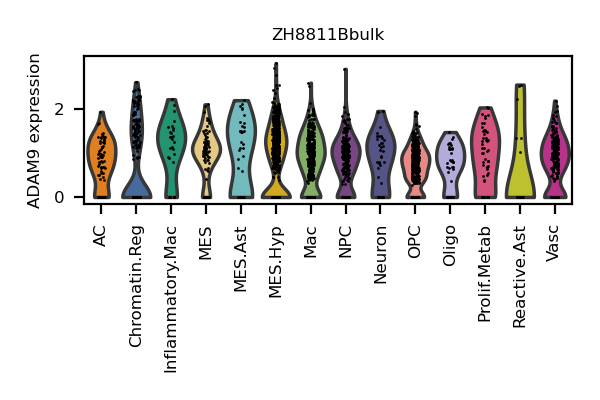 ZH8811Bbulk
ADAM9 expression
2
0
AC
Chromatin.Reg
Inflammatory.Mac
MES
MES.Ast
MES.Hyp
Mac
NPC
Neuron
OPC
Oligo
Prolif.Metab
Reactive.Ast
Vasc